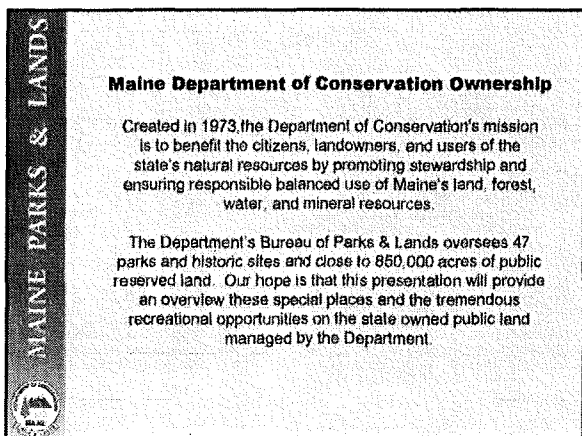 MAINE PARKS & LANDS
Maine Department of Conservation Ownership
Created in 1973,the Department of Conservation's mission
is to benefit the citizens, landowners, and users of the
state's natural resources by promoting stewardship and
ensuring responsible balanced use of Maine's land, forest,
water, and mineral resources.
The Department's Bureau of Parks & Lands oversees 47
parks and historic sites and close to 850,000 acres of public
reserved land. Our hope is that this presentation will provide
an overview these special places and the tremendous
recreational opportunities on the state owned public land
managed by the Department.